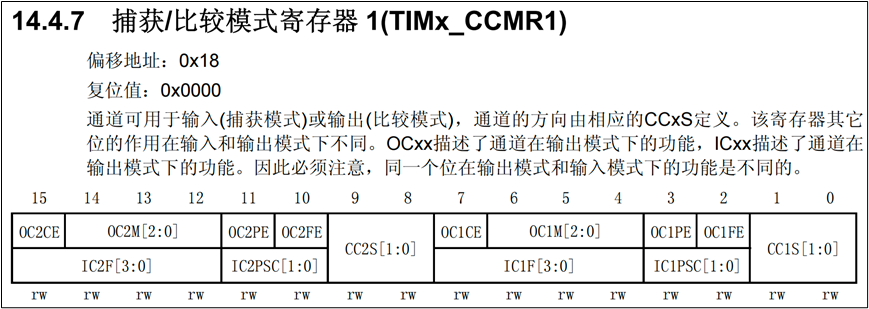 14.4.7 捕获/比较模式寄存器 1(TIMx_CCMR1)
偏移地址：0x18
复位值：0x0000
通道可用于输入(捕获模式)或输出(比较模式)，通道的方向由相应的CCxS定义。该寄存器其它
位的作用在输入和输出模式下不同。OCxx描述了通道在输出模式下的功能，ICxx描述了通道在
输出模式下的功能。因此必须注意，同一个位在输出模式和输入模式下的功能是不同的。
15 14 13 12 11 10 9 8 7 6 5 4 3 2 1 0
OC2CE OC2M[2:0] OC2PE OC2FE CC2S[1:0] OC1CE OC1M[2:0] OC1PE OC1FE CC1S[1:0]
IC2F[3:0] IC2PSC[1:0] IC1F[3:0] IC1PSC[1:0]
rw rw rw rw rw rw rw rw rw rw rw rw rw rw rw rw